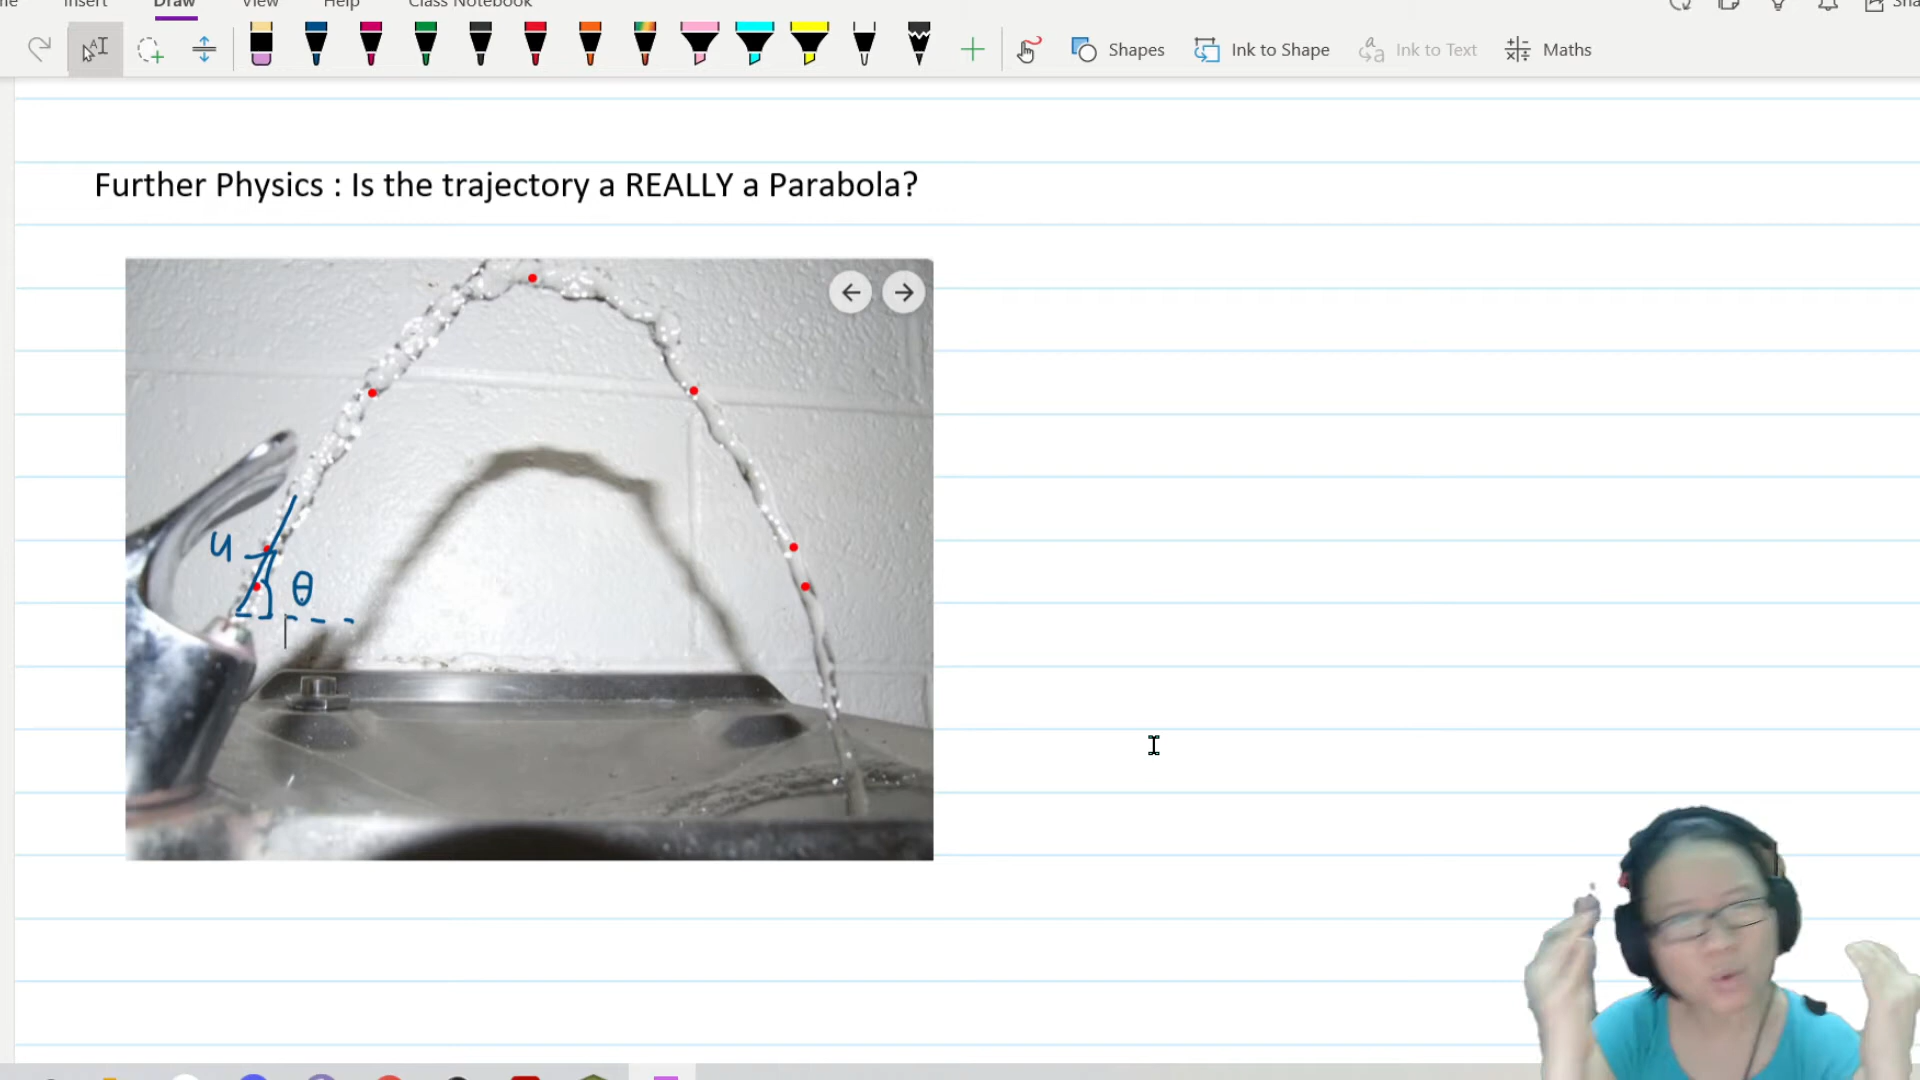 Insert Draw View Help Class Notebook
Shapes Ink to Shape Ink to Text Maths
Further Physics : Is the trajectory a REALLY a Parabola?
u
θ